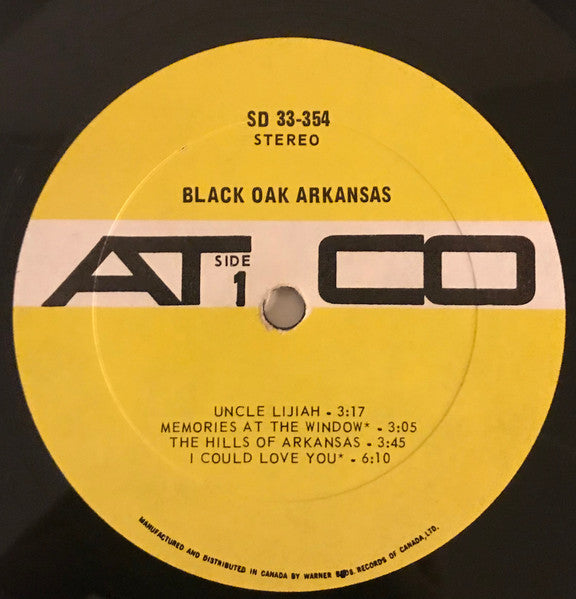 SD 33-354
STEREO
BLACK OAK ARKANSAS
ATCO
SIDE
1
UNCLE LIJIAH - 3:17
MEMORIES AT THE WINDOW* - 3:05
THE HILLS OF ARKANSAS - 3:45
I COULD LOVE YOU* - 6:10
MANUFACTURED AND DISTRIBUTED IN CANADA BY WARNER BROS. RECORDS OF CANADA, LTD.